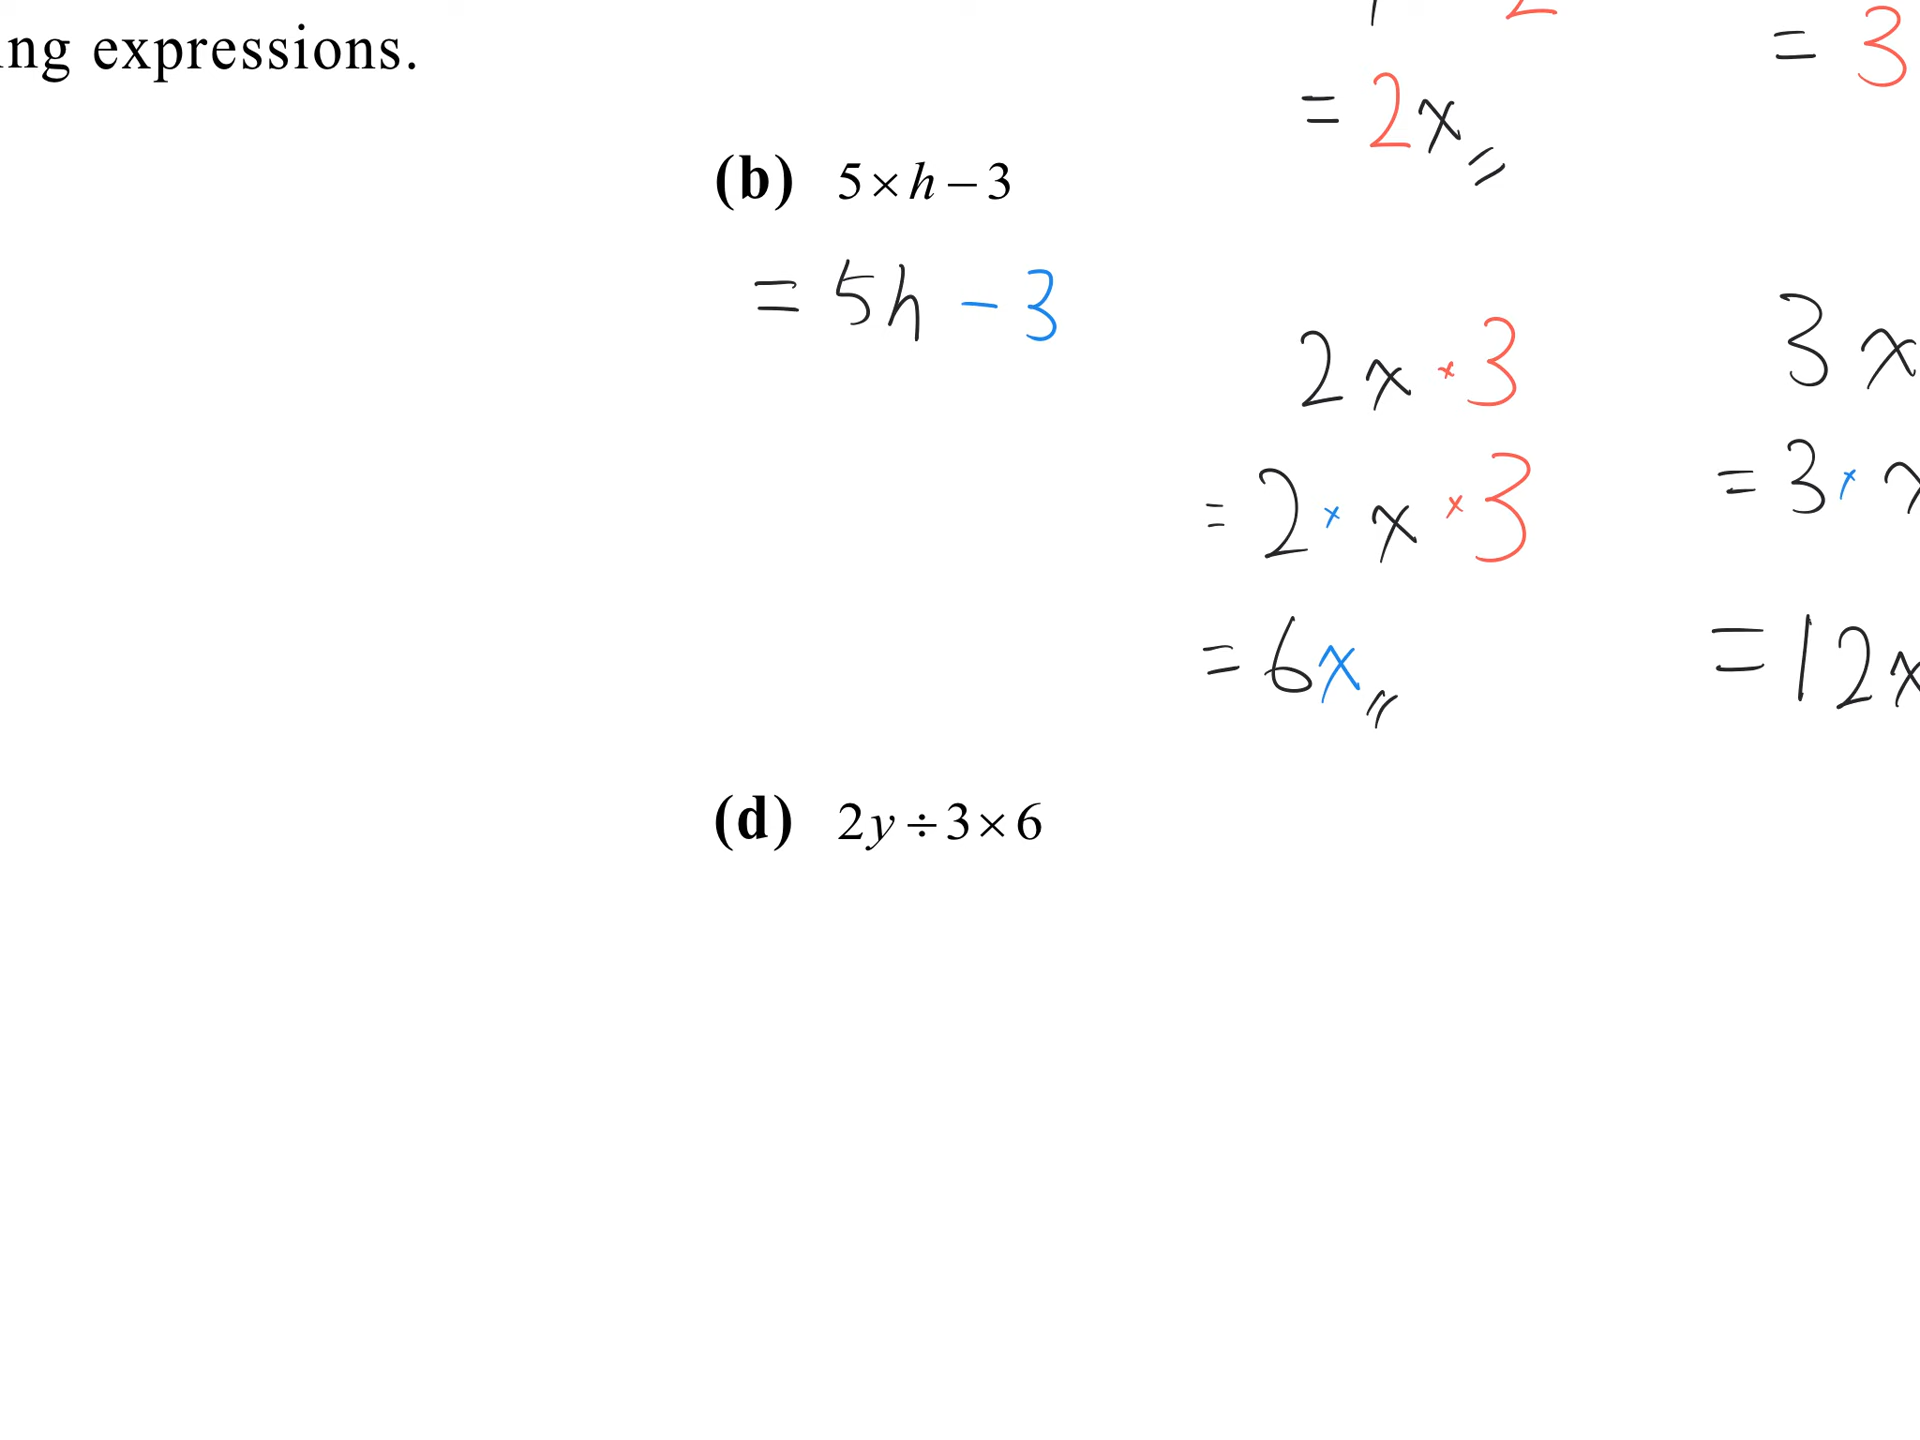 ng expressions.
(b) 5 × h − 3
= 5h − 3
(d) 2y ÷ 3 × 6
= 2x //
2x × 3
= 2 × x × 3
= 6x //
= 3
3x
= 3 ×
= 12x